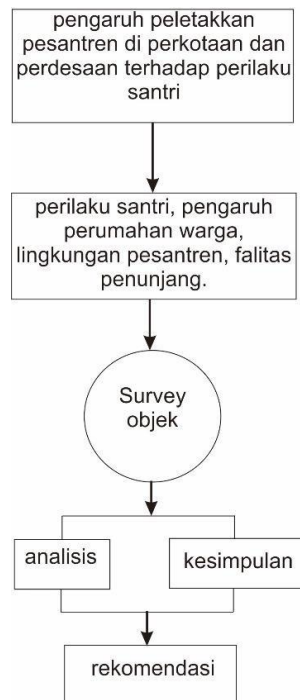 pengaruh peletakkan
pesantren di perkotaan dan
perdesaan terhadap perilaku
santri
perilaku santri, pengaruh
perumahan warga,
lingkungan pesantren, falitas
penunjang.
Survey
objek
analisis
kesimpulan
rekomendasi